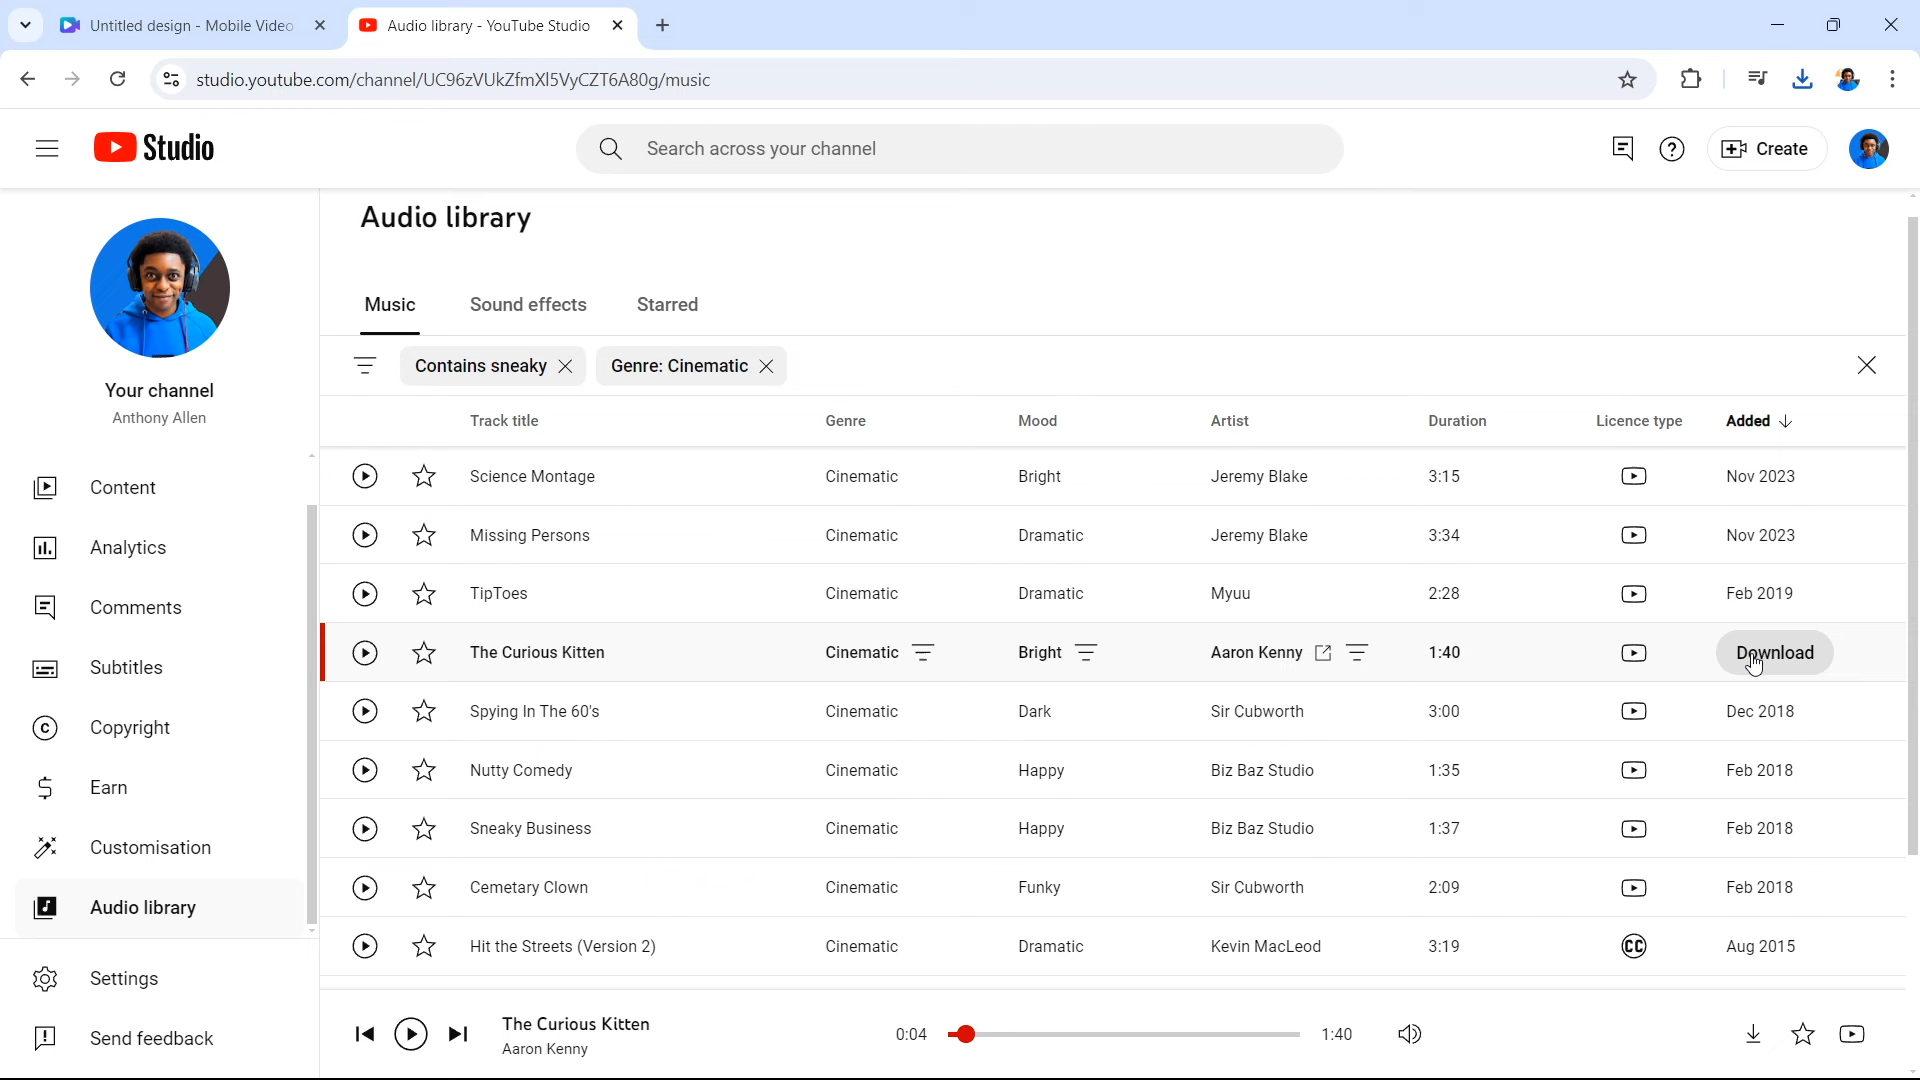 Untitled design - Mobile Video
Audio library - YouTube Studio
studio.youtube.com/channel/UC96zVUkZfmXl5VyCZT6A80g/music
Studio
Search across your channel
Create
Your channel
Anthony Allen
Content
Analytics
Comments
Subtitles
Copyright
Earn
Customisation
Audio library
Settings
Send feedback
Audio library
Music Sound effects Starred
Contains sneaky Genre: Cinematic
Track title Genre Mood Artist Duration Licence type Added
Science Montage Cinematic Bright Jeremy Blake 3:15 Nov 2023
Missing Persons Cinematic Dramatic Jeremy Blake 3:34 Nov 2023
TipToes Cinematic Dramatic Myuu 2:28 Feb 2019
The Curious Kitten Cinematic Bright Aaron Kenny 1:40 Download
Spying In The 60's Cinematic Dark Sir Cubworth 3:00 Dec 2018
Nutty Comedy Cinematic Happy Biz Baz Studio 1:35 Feb 2018
Sneaky Business Cinematic Happy Biz Baz Studio 1:37 Feb 2018
Cemetary Clown Cinematic Funky Sir Cubworth 2:09 Feb 2018
Hit the Streets (Version 2) Cinematic Dramatic Kevin MacLeod 3:19 CC Aug 2015
The Curious Kitten
Aaron Kenny
0:04 1:40